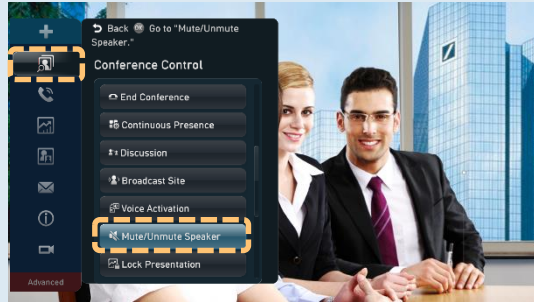 Back OK Go to "Mute/Unmute
Speaker."
Conference Control
End Conference
Continuous Presence
Discussion
Broadcast Site
Voice Activation
Mute/Unmute Speaker
Lock Presentation
Advanced